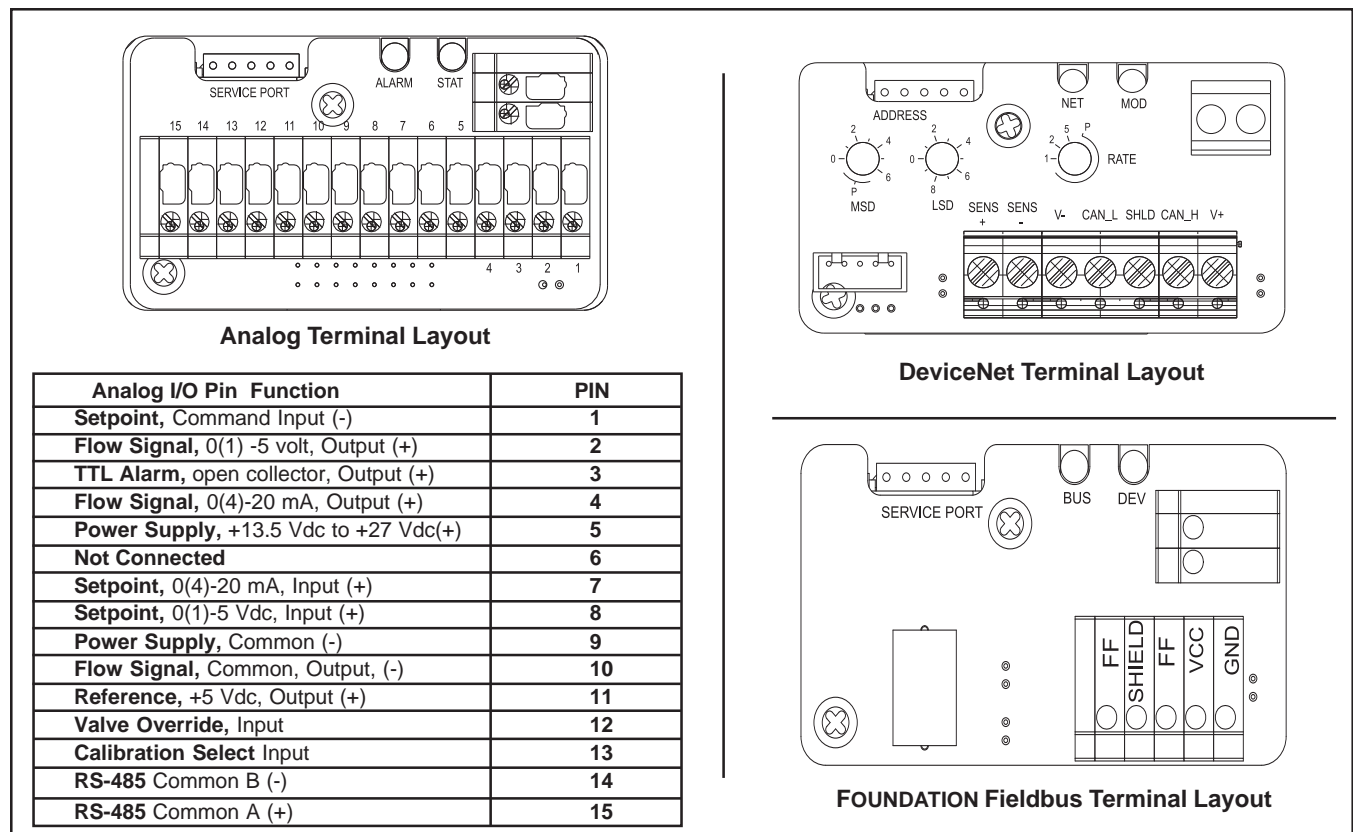 ALARM STAT
SERVICE PORT
15 14 13 12 11 10 9 8 7 6 5
4 3 2 1
Analog Terminal Layout
Analog I/O Pin Function PIN
Setpoint, Command Input (-) 1
Flow Signal, 0(1) -5 volt, Output (+) 2
TTL Alarm, open collector, Output (+) 3
Flow Signal, 0(4)-20 mA, Output (+) 4
Power Supply, +13.5 Vdc to +27 Vdc(+) 5
Not Connected 6
Setpoint, 0(4)-20 mA, Input (+) 7
Setpoint, 0(1)-5 Vdc, Input (+) 8
Power Supply, Common (-) 9
Flow Signal, Common, Output, (-) 10
Reference, +5 Vdc, Output (+) 11
Valve Override, Input 12
Calibration Select Input 13
RS-485 Common B (-) 14
RS-485 Common A (+) 15
NET MOD
ADDRESS
0 2 4 6 P
MSD
0 2 4 6 8
LSD
1 2 5 P
RATE
SENS + SENS - V- CAN_L SHLD CAN_H V+
DeviceNet Terminal Layout
BUS DEV
SERVICE PORT
FF SHIELD FF VCC GND
FOUNDATION Fieldbus Terminal Layout